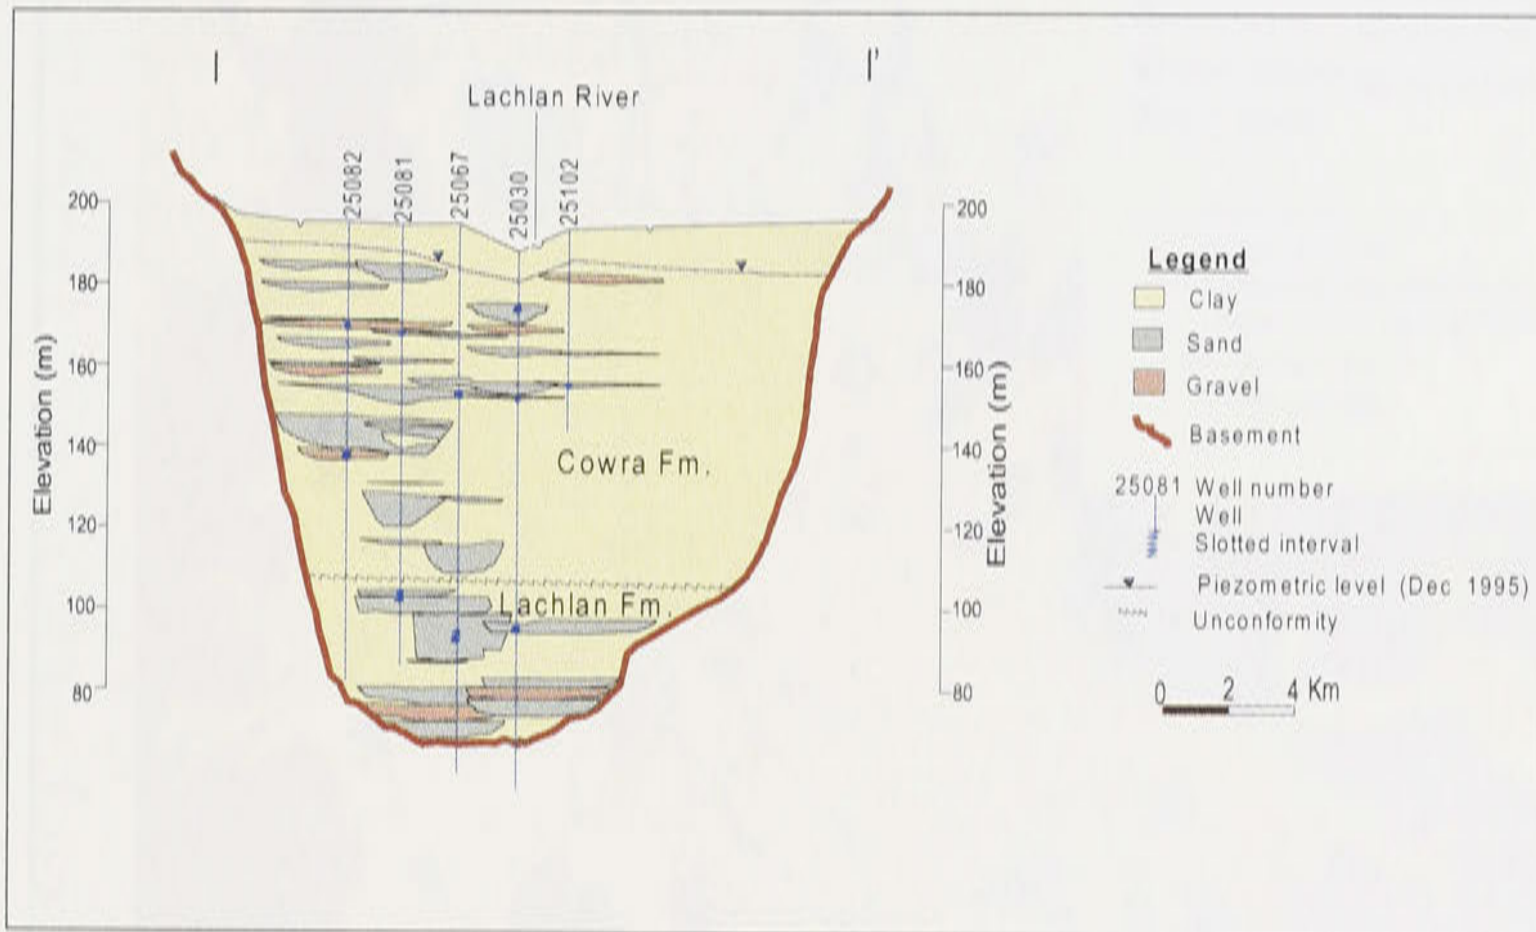 I
I'
Lachlan River
25082
25081
25067
25030
25102
200
180
160
140
120
100
80
Elevation (m)
200
180
160
140
120
100
80
Elevation (m)
Cowra Fm.
Lachlan Fm.
Legend
Clay
Sand
Gravel
Basement
25081 Well number
Well
Slotted interval
Piezometric level (Dec 1995)
Unconformity
0 2 4 Km